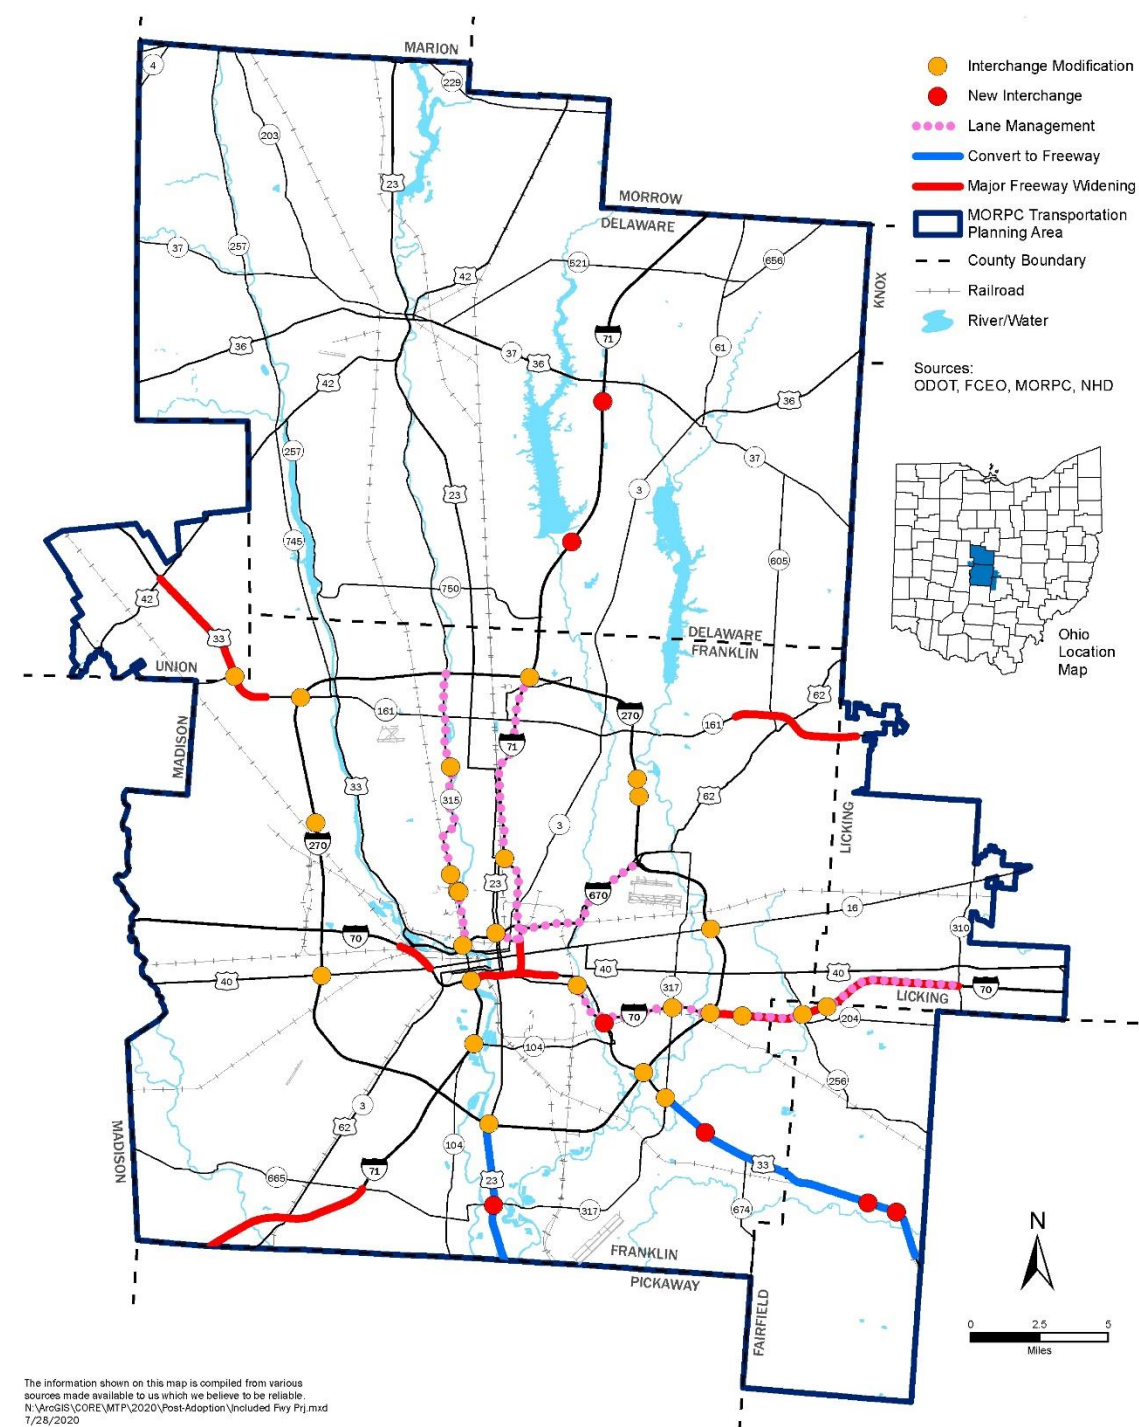 MARION
4
229
203
23
MORROW
DELAWARE
KNOX
37
257
42
521
656
71
36
37
36
61
42
36
257
23
3
37
745
605
42
750
33
DELAWARE
FRANKLIN
UNION
62
270
161
161
71
MADISON
33
315
62
3
LICKING
270
23
670
16
310
70
40
40
40
317
70
LICKING
70
204
104
256
3
62
MADISON
104
71
33
665
23
317
674
FRANKLIN
PICKAWAY
FAIRFIELD
Interchange Modification
New Interchange
Lane Management
Convert to Freeway
Major Freeway Widening
MORPC Transportation
Planning Area
County Boundary
Railroad
River/Water
Sources:
ODOT, FCEO, MORPC, NHD
Ohio
Location
Map
N
0 2.5 5
Miles
The information shown on this map is compiled from various
sources made available to us which we believe to be reliable.
N:\ArcGIS\CORE\MTP\2020\Post-Adoption\Included Fwy Prj.mxd
7/28/2020